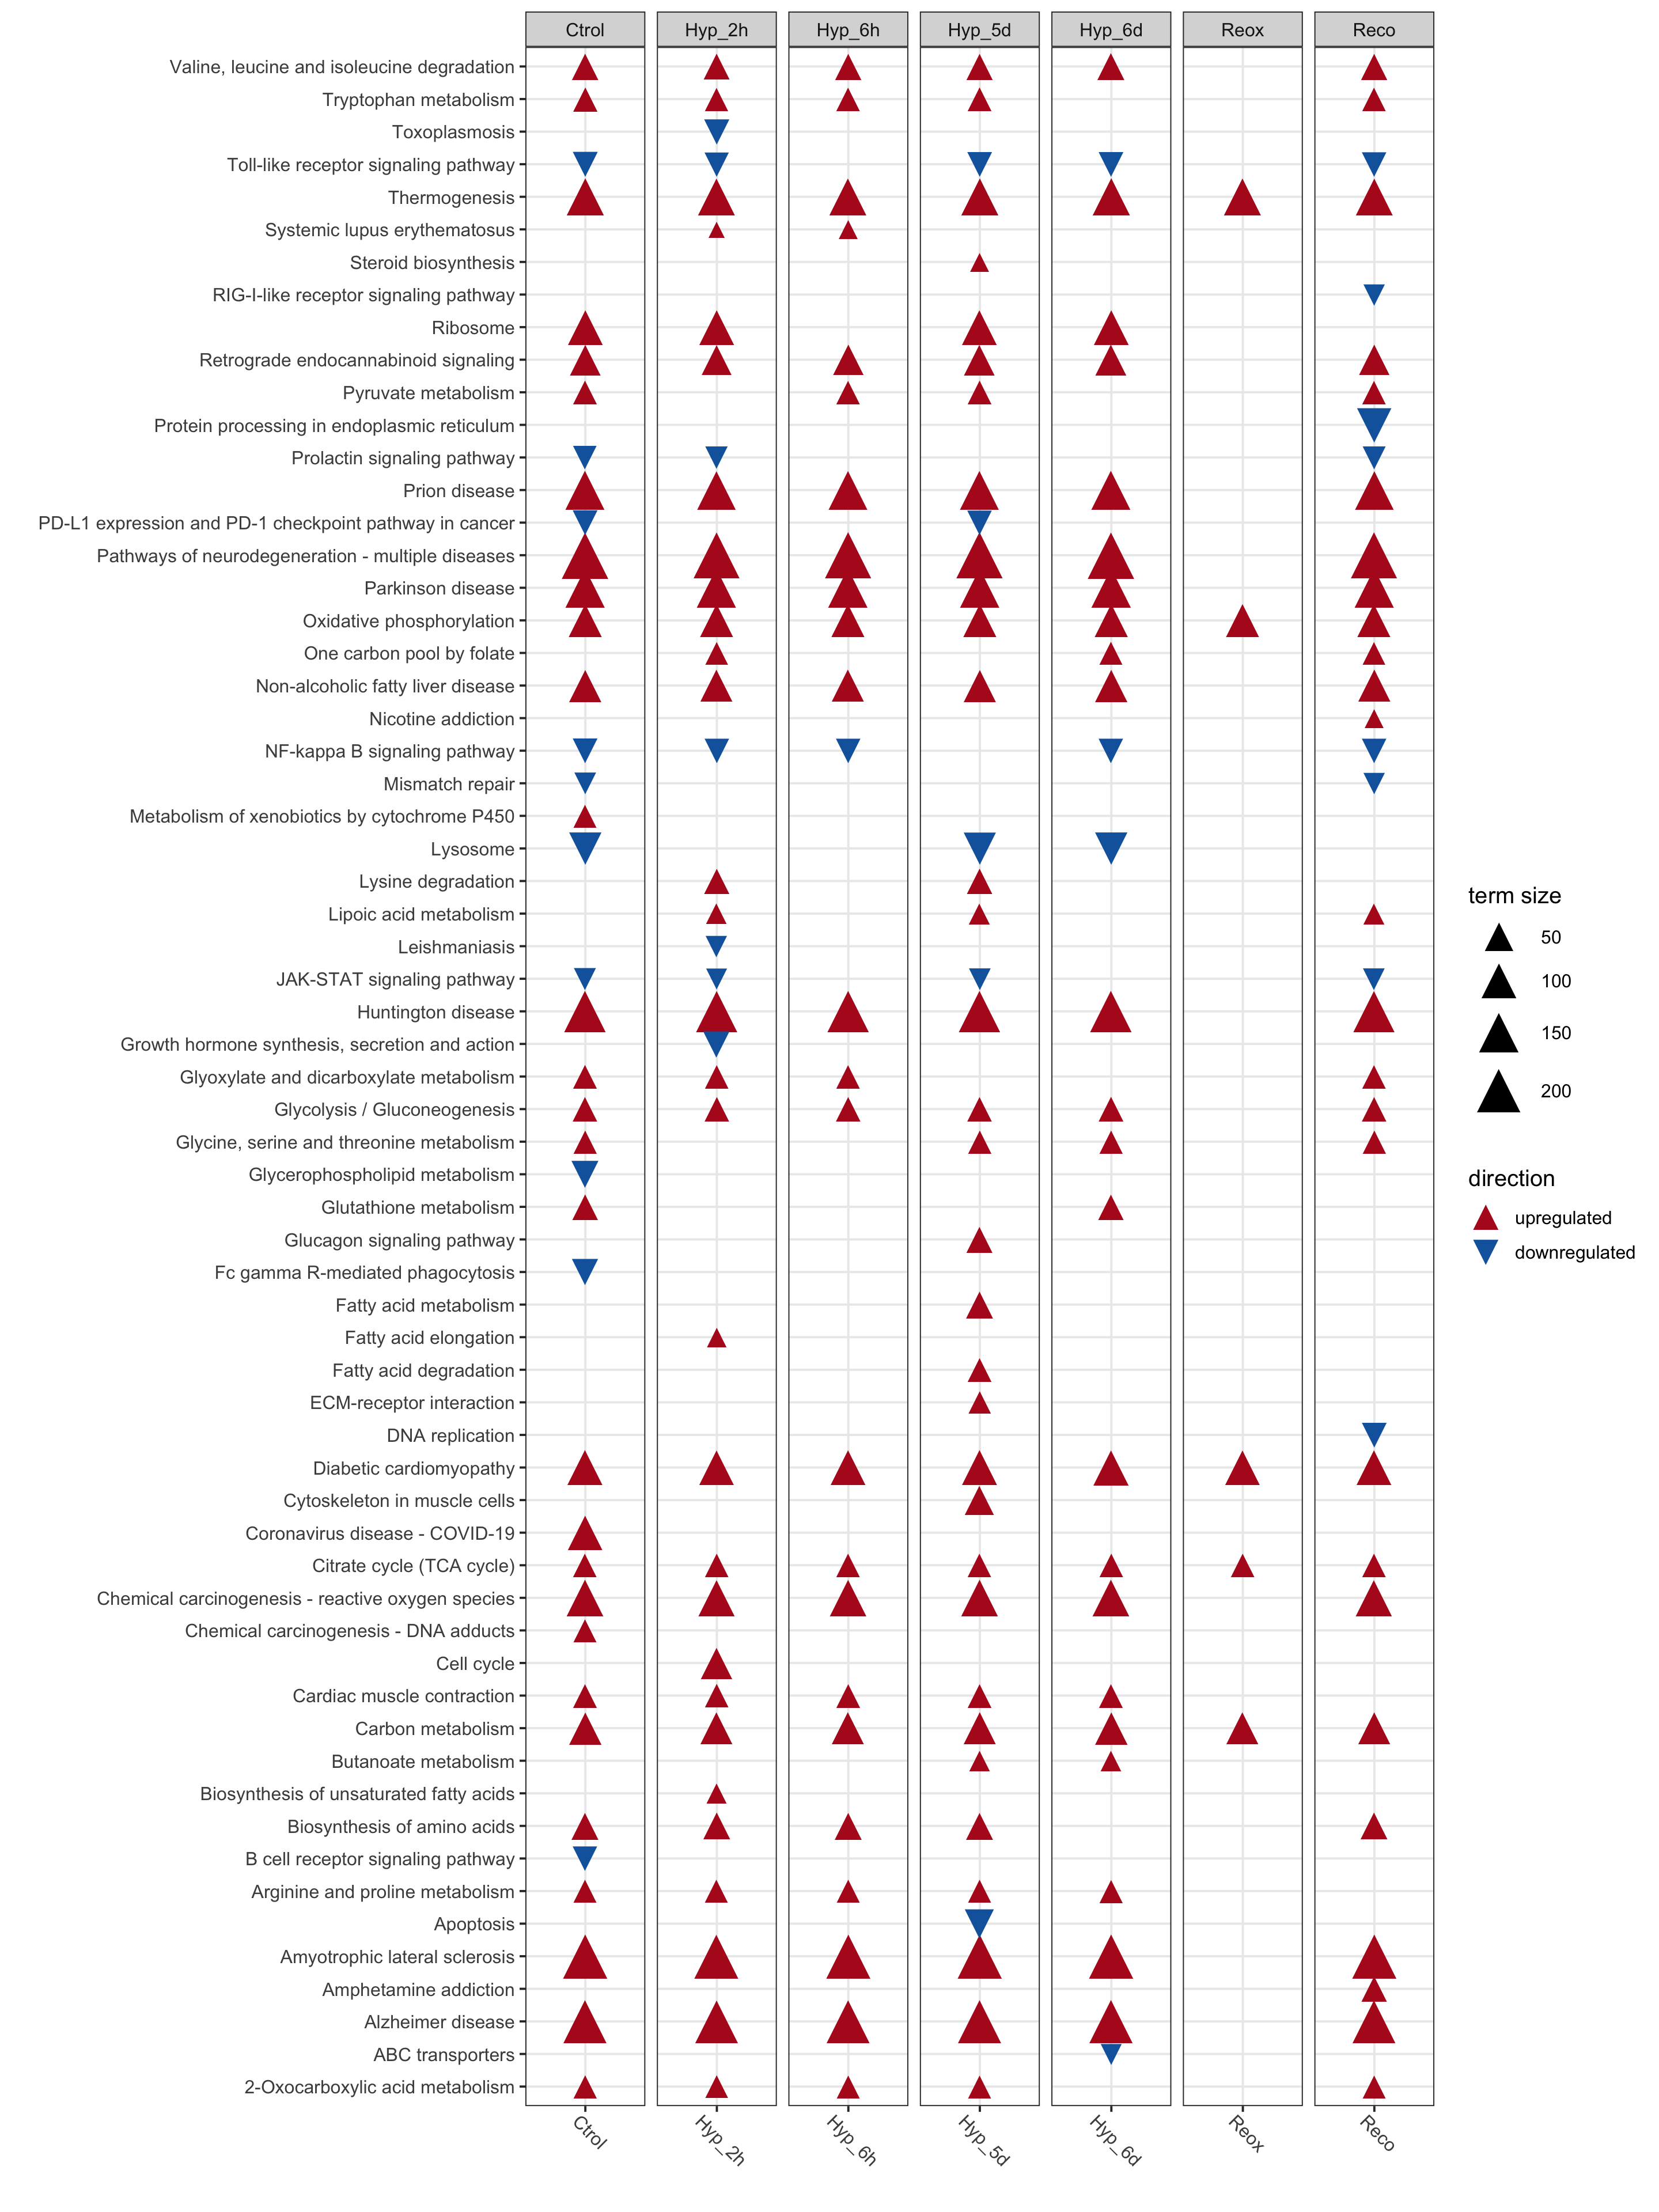 Ctrol Hyp_2h Hyp_6h Hyp_5d Hyp_6d Reox Reco
Valine, leucine and isoleucine degradation
Tryptophan metabolism
Toxoplasmosis
Toll-like receptor signaling pathway
Thermogenesis
Systemic lupus erythematosus
Steroid biosynthesis
RIG-I-like receptor signaling pathway
Ribosome
Retrograde endocannabinoid signaling
Pyruvate metabolism
Protein processing in endoplasmic reticulum
Prolactin signaling pathway
Prion disease
PD-L1 expression and PD-1 checkpoint pathway in cancer
Pathways of neurodegeneration - multiple diseases
Parkinson disease
Oxidative phosphorylation
One carbon pool by folate
Non-alcoholic fatty liver disease
Nicotine addiction
NF-kappa B signaling pathway
Mismatch repair
Metabolism of xenobiotics by cytochrome P450
Lysosome
Lysine degradation
Lipoic acid metabolism
Leishmaniasis
JAK-STAT signaling pathway
Huntington disease
Growth hormone synthesis, secretion and action
Glyoxylate and dicarboxylate metabolism
Glycolysis / Gluconeogenesis
Glycine, serine and threonine metabolism
Glycerophospholipid metabolism
Glutathione metabolism
Glucagon signaling pathway
Fc gamma R-mediated phagocytosis
Fatty acid metabolism
Fatty acid elongation
Fatty acid degradation
ECM-receptor interaction
DNA replication
Diabetic cardiomyopathy
Cytoskeleton in muscle cells
Coronavirus disease - COVID-19
Citrate cycle (TCA cycle)
Chemical carcinogenesis - reactive oxygen species
Chemical carcinogenesis - DNA adducts
Cell cycle
Cardiac muscle contraction
Carbon metabolism
Butanoate metabolism
Biosynthesis of unsaturated fatty acids
Biosynthesis of amino acids
B cell receptor signaling pathway
Arginine and proline metabolism
Apoptosis
Amyotrophic lateral sclerosis
Amphetamine addiction
Alzheimer disease
ABC transporters
2-Oxocarboxylic acid metabolism
Ctrol Hyp_2h Hyp_6h Hyp_5d Hyp_6d Reox Reco
term size
50
100
150
200
direction
upregulated
downregulated